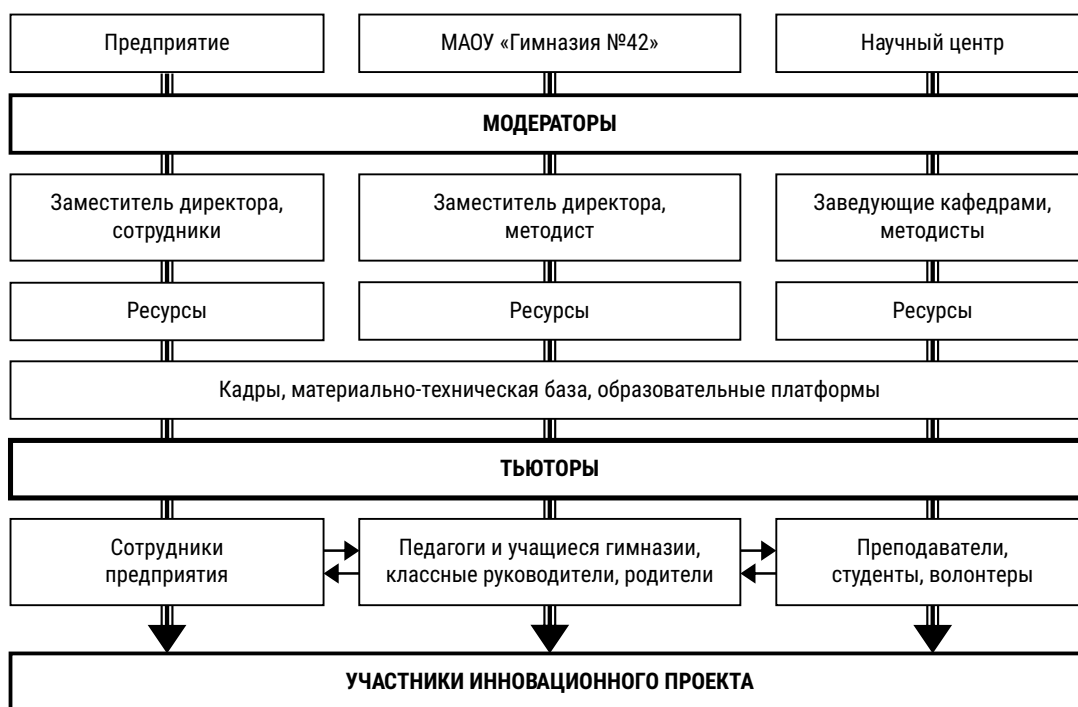 Предприятие
МАОУ «Гимназия №42»
Научный центр
МОДЕРАТОРЫ
Заместитель директора,
сотрудники
Заместитель директора,
методист
Заведующие кафедрами,
методисты
Ресурсы
Ресурсы
Ресурсы
Кадры, материально-техническая база, образовательные платформы
ТЬЮТОРЫ
Сотрудники
предприятия
Педагоги и учащиеся гимназии,
классные руководители, родители
Преподаватели,
студенты, волонтеры
УЧАСТНИКИ ИННОВАЦИОННОГО ПРОЕКТА